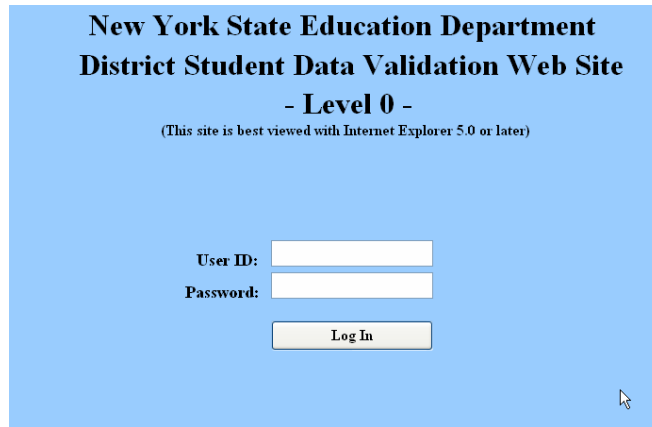 New York State Education Department
District Student Data Validation Web Site
- Level 0 -
(This site is best viewed with Internet Explorer 5.0 or later)
User ID:
Password:
Log In